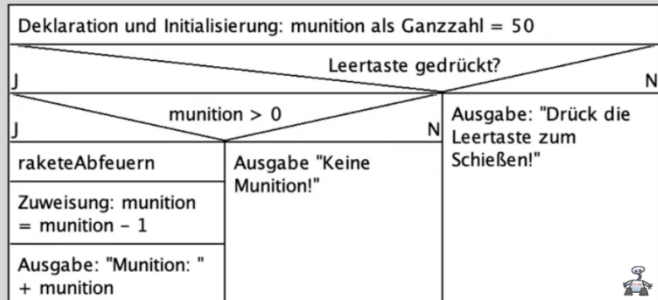 Deklaration und Initialisierung: munition als Ganzzahl = 50
Leertaste gedrückt?
J
N
munition > 0
J
N
raketeAbfeuern
Zuweisung: munition
= munition - 1
Ausgabe: "Munition: "
+ munition
Ausgabe "Keine
Munition!"
Ausgabe: "Drück die
Leertaste zum
Schießen!"